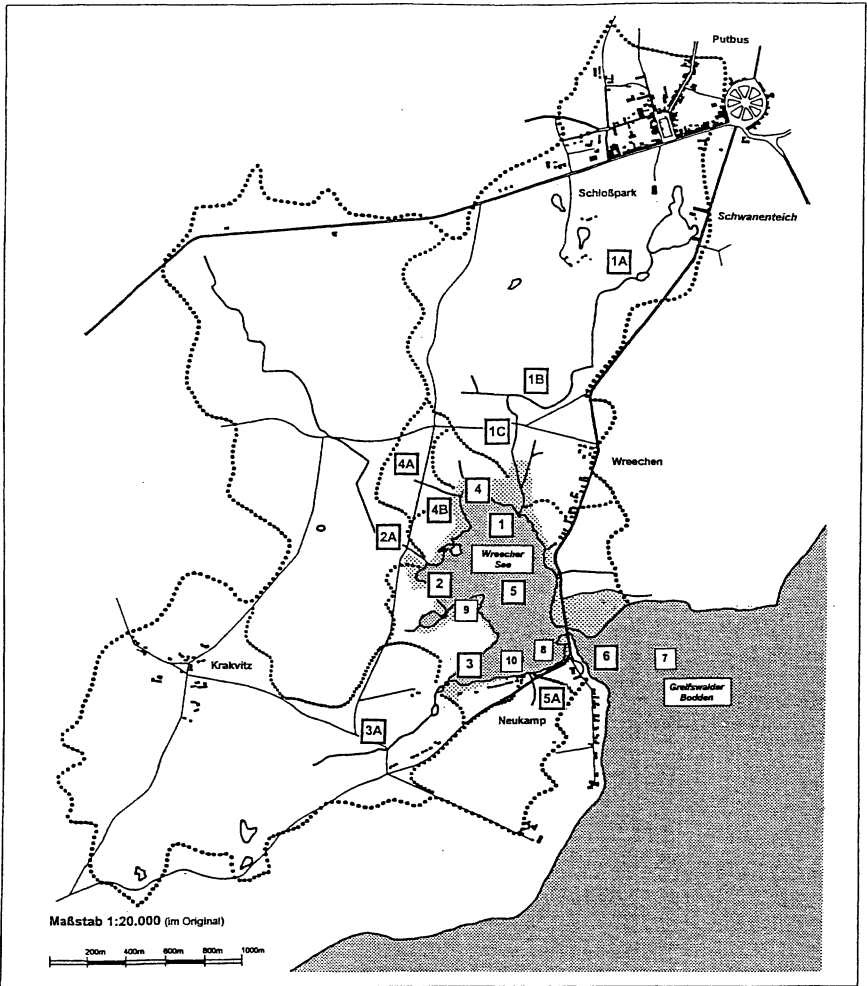 Putbus
Schloßpark
Schwanenteich
1A
1B
1C
Wreechen
4A
4
4B
1
2A
Wreecher
See
2
5
9
8
6
7
Krakvitz
3
10
Greifswalder
Bodden
5A
Neukamp
3A
Maßstab 1:20.000 (im Original)
200m 400m 600m 800m 1000m